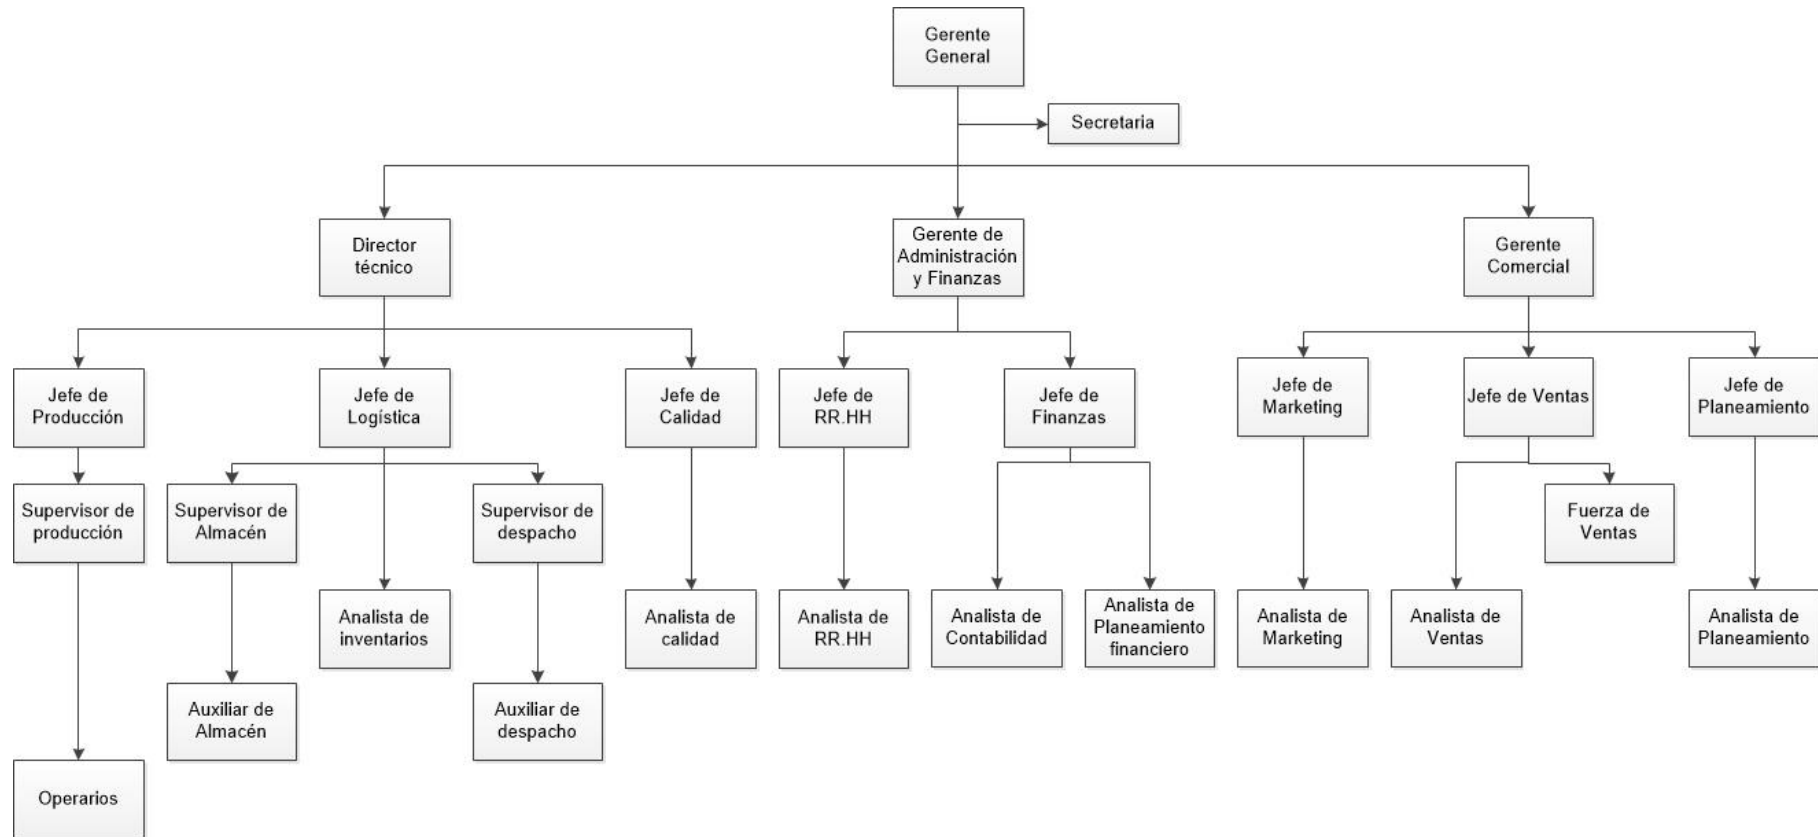 Gerente
General
Secretaria
Director
técnico
Gerente de
Administración
y Finanzas
Gerente
Comercial
Jefe de
Producción
Jefe de
Logística
Jefe de
Calidad
Jefe de
RR.HH
Jefe de
Finanzas
Jefe de
Marketing
Jefe de Ventas
Jefe de
Planeamiento
Supervisor de
producción
Supervisor de
Almacén
Supervisor de
despacho
Fuerza de
Ventas
Analista de
inventarios
Analista de
calidad
Analista de
RR.HH
Analista de
Contabilidad
Analista de
Planeamiento
financiero
Analista de
Marketing
Analista de
Ventas
Analista de
Planeamiento
Auxiliar de
Almacén
Auxiliar de
despacho
Operarios